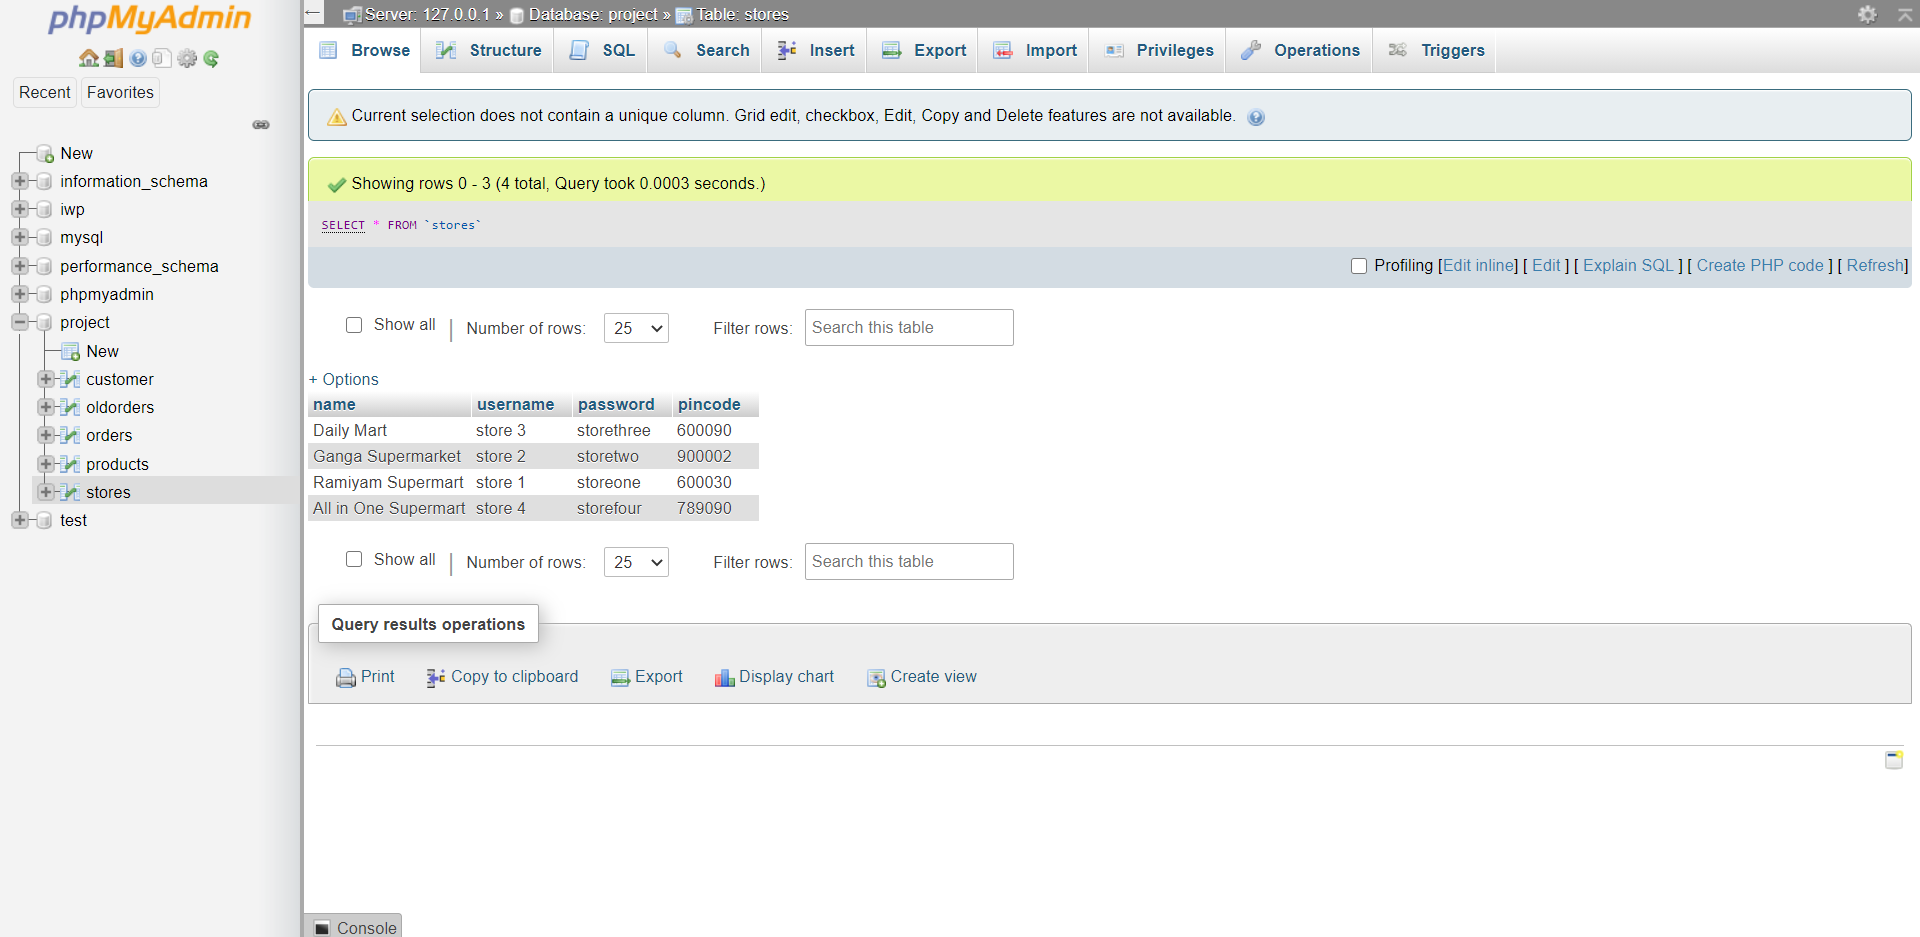 phpMyAdmin
Recent Favorites
New
information_schema
iwp
mysql
performance_schema
phpmyadmin
project
New
customer
oldorders
orders
products
stores
test
Server: 127.0.0.1 » Database: project » Table: stores
Browse Structure SQL Search Insert Export Import Privileges Operations Triggers
Current selection does not contain a unique column. Grid edit, checkbox, Edit, Copy and Delete features are not available.
Showing rows 0 - 3 (4 total, Query took 0.0003 seconds.)
SELECT * FROM `stores`
Profiling [Edit inline] [ Edit ] [ Explain SQL ] [ Create PHP code ] [ Refresh]
Show all | Number of rows: 25 Filter rows: Search this table
+ Options
name username password pincode
Daily Mart store 3 storethree 600090
Ganga Supermarket store 2 storetwo 900002
Ramiyam Supermart store 1 storeone 600030
All in One Supermart store 4 storefour 789090
Show all | Number of rows: 25 Filter rows: Search this table
Query results operations
Print Copy to clipboard Export Display chart Create view
Console